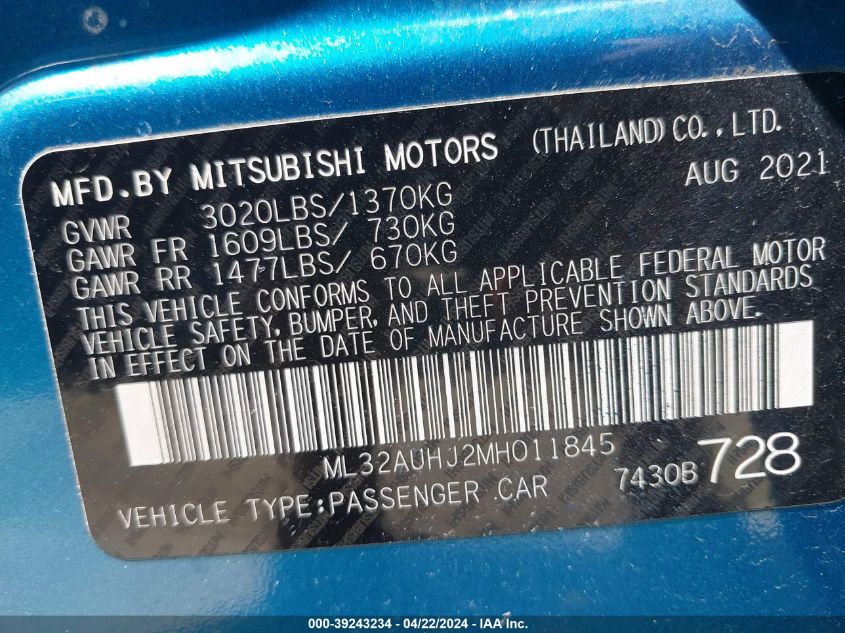 MFD.BY MITSUBISHI MOTORS (THAILAND) CO., LTD.
AUG 2021
GVWR 3020LBS/1370KG
GAWR FR 1609LBS/ 730KG
GAWR RR 1477LBS/ 670KG
THIS VEHICLE CONFORMS TO ALL APPLICABLE FEDERAL MOTOR
VEHICLE SAFETY, BUMPER, AND THEFT PREVENTION STANDARDS
IN EFFECT ON THE DATE OF MANUFACTURE SHOWN ABOVE.
ML32AUHJ2MH011845
7430B 728
VEHICLE TYPE:PASSENGER CAR
000-39243234 - 04/22/2024 - IAA Inc.